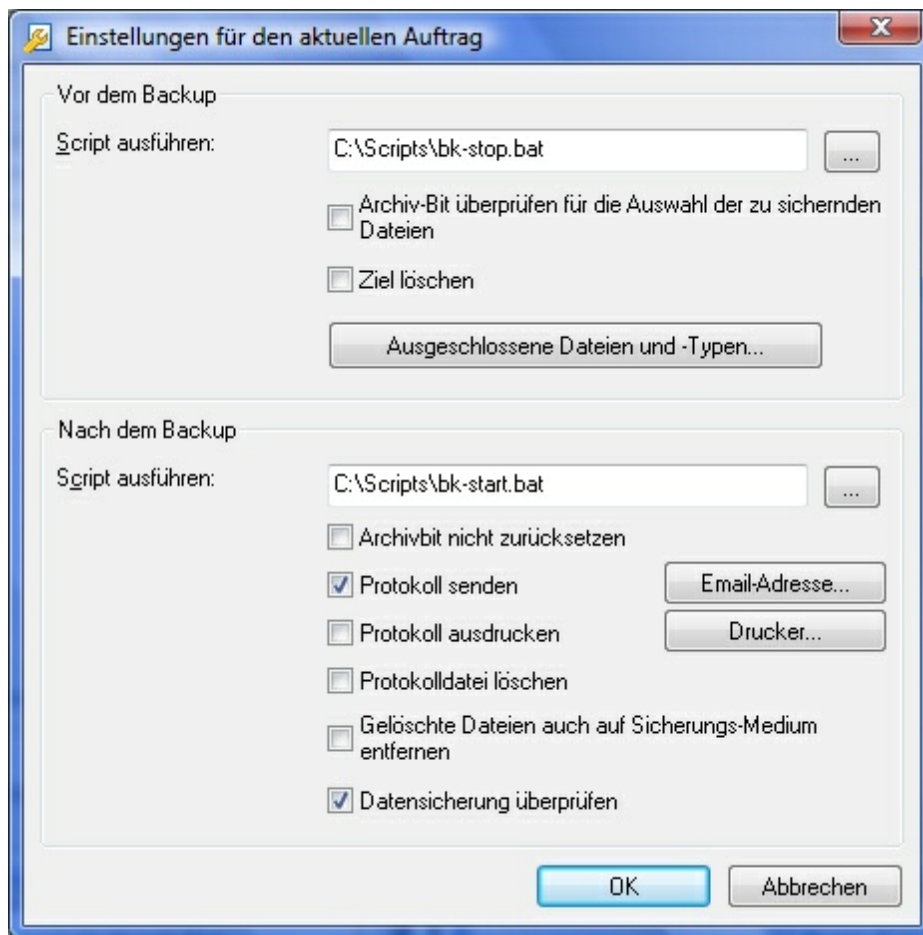 Einstellungen für den aktuellen Auftrag
Vor dem Backup
Script ausführen:
C:\Scripts\bk-stop.bat
...
Archiv-Bit überprüfen für die Auswahl der zu sichernden
Dateien
Ziel löschen
Ausgeschlossene Dateien und -Typen...
Nach dem Backup
Script ausführen:
C:\Scripts\bk-start.bat
...
Archivbit nicht zurücksetzen
Protokoll senden
Email-Adresse...
Protokoll ausdrucken
Drucker...
Protokolldatei löschen
Gelöschte Dateien auch auf Sicherungs-Medium
entfernen
Datensicherung überprüfen
OK
Abbrechen